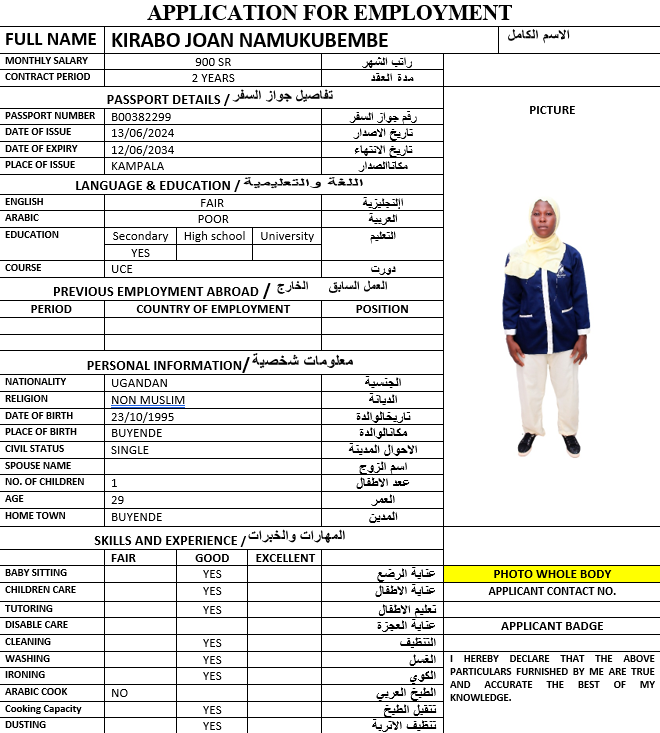 APPLICATION FOR EMPLOYMENT
FULL NAME KIRABO JOAN NAMUKUBEMBE الاسم الكامل
MONTHLY SALARY 900 SR راتب الشهر
CONTRACT PERIOD 2 YEARS مدة العقد
PASSPORT DETAILS / تفاصيل جواز السفر
PICTURE
PASSPORT NUMBER B00382299 رقم جواز السفر
DATE OF ISSUE 13/06/2024 تاريخ الاصدار
DATE OF EXPIRY 12/06/2034 تاريخ الانتهاء
PLACE OF ISSUE KAMPALA مكاناالصدار
LANGUAGE & EDUCATION / اللغة والتعليمية
ENGLISH FAIR اإلنجليزية
ARABIC POOR العربية
EDUCATION Secondary High school University التعليم
YES
COURSE UCE دورت
PREVIOUS EMPLOYMENT ABROAD / العمل السابق الخارج
PERIOD COUNTRY OF EMPLOYMENT POSITION
PERSONAL INFORMATION/ معلومات شخصية
NATIONALITY UGANDAN الجنسية
RELIGION NON MUSLIM الديانة
DATE OF BIRTH 23/10/1995 تاريخالوالدة
PLACE OF BIRTH BUYENDE مكانالوالدة
CIVIL STATUS SINGLE الاحوال المدينة
SPOUSE NAME اسم الزوج
NO. OF CHILDREN 1 عدد الاطفال
AGE 29 العمر
HOME TOWN BUYENDE المدين
SKILLS AND EXPERIENCE / المهارات والخبرات
FAIR GOOD EXCELLENT
BABY SITTING YES عناية الرضع
PHOTO WHOLE BODY
CHILDREN CARE YES عناية الاطفال
APPLICANT CONTACT NO.
TUTORING YES تعليم الاطفال
DISABLE CARE عناية العجزة
APPLICANT BADGE
CLEANING YES التنظيف
WASHING YES الغسل
IRONING YES الكوي
ARABIC COOK NO الطبخ العربي
Cooking Capacity YES تتقيل الطبخ
DUSTING YES تنظيف الاتربة
I HEREBY DECLARE THAT THE ABOVE
PARTICULARS FURNISHED BY ME ARE TRUE
AND ACCURATE THE BEST OF MY
KNOWLEDGE.